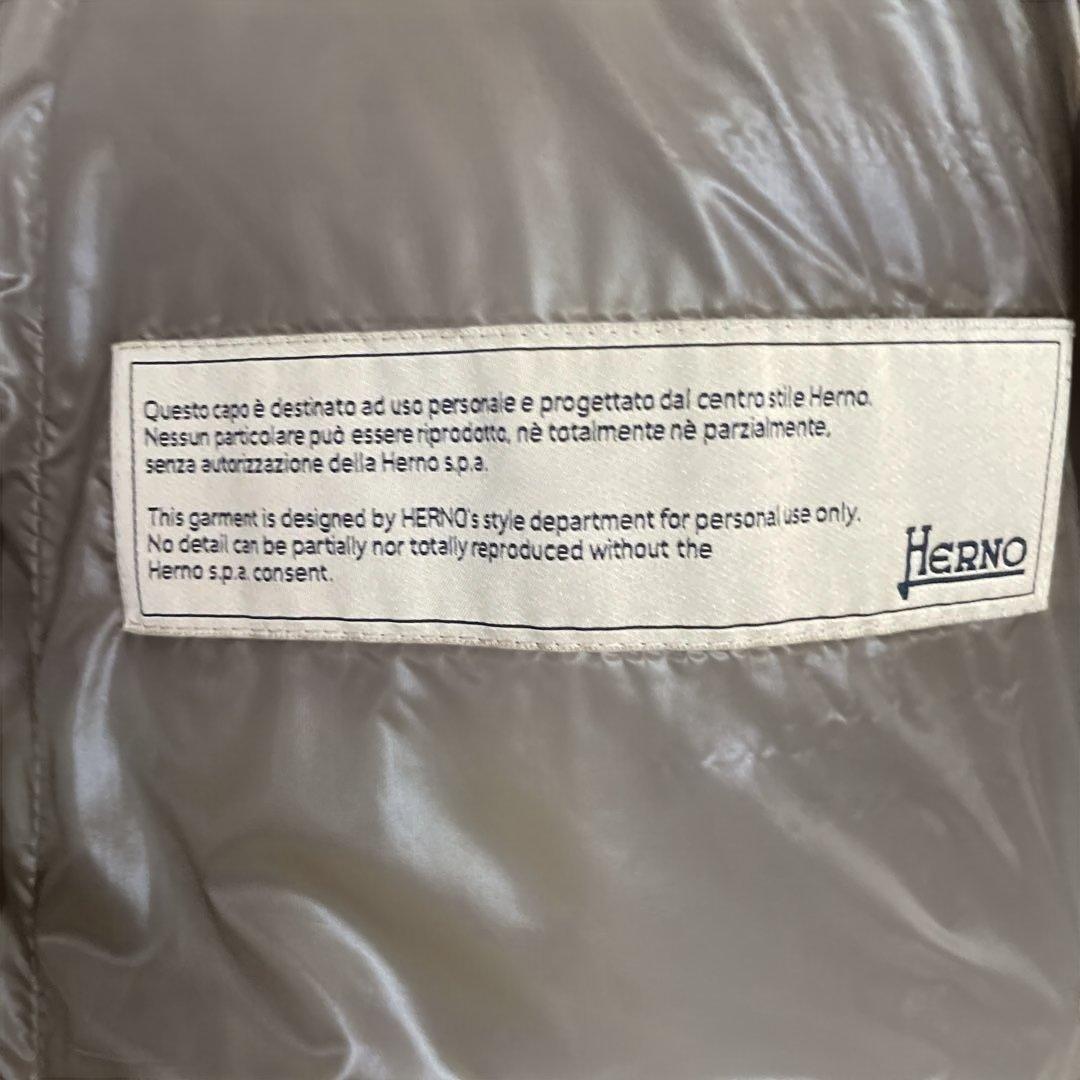 Questo capo è destinato ad uso personale e progettato dal centro stile Herno.
Nessun particolare può essere riprodotto, nè totalmente nè parzialmente,
senza autorizzazione della Herno s.p.a.
This garment is designed by HERNO's style department for personal use only.
No detail can be partially nor totally reproduced without the
Herno s.p.a. consent.
HERNO